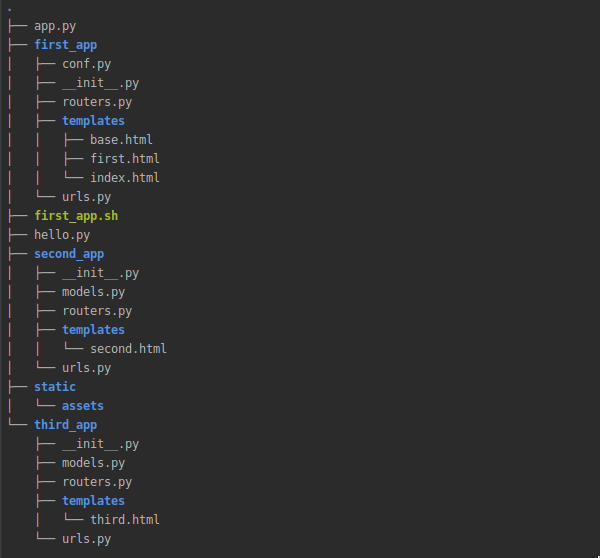 .
├── app.py
├── first_app
│   ├── conf.py
│   ├── __init__.py
│   ├── routers.py
│   ├── templates
│   │   ├── base.html
│   │   ├── first.html
│   │   └── index.html
│   └── urls.py
├── first_app.sh
├── hello.py
├── second_app
│   ├── __init__.py
│   ├── models.py
│   ├── routers.py
│   ├── templates
│   │   └── second.html
│   └── urls.py
├── static
│   └── assets
└── third_app
    ├── __init__.py
    ├── models.py
    ├── routers.py
    ├── templates
    │   └── third.html
    └── urls.py